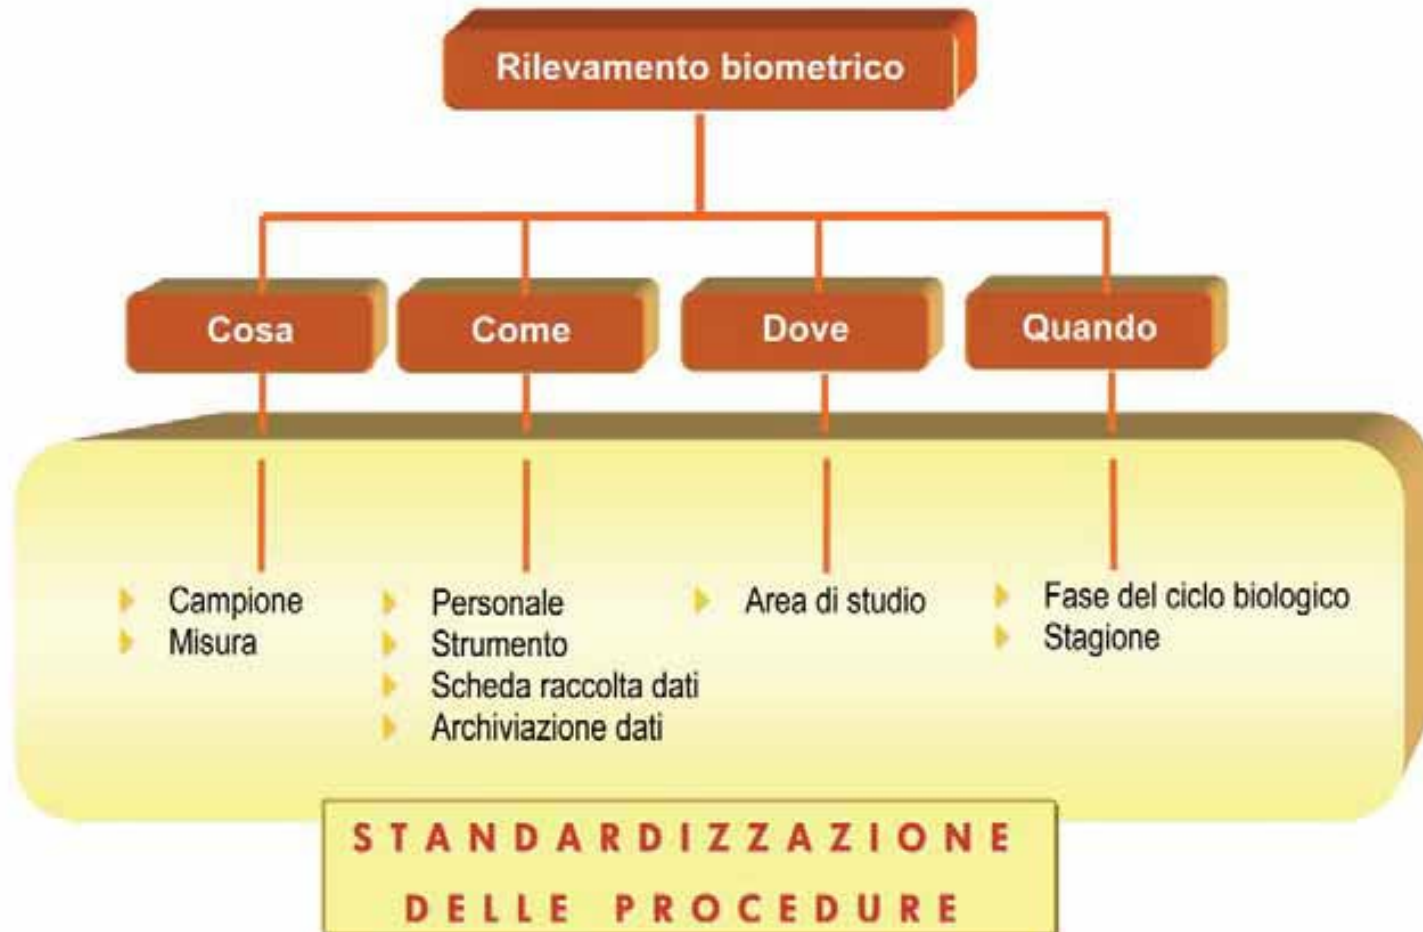 Rilevamento biometrico
Cosa
Come
Dove
Quando
Campione
Misura
Personale
Strumento
Scheda raccolta dati
Archiviazione dati
Area di studio
Fase del ciclo biologico
Stagione
STANDARDIZZAZIONE
DELLE PROCEDURE